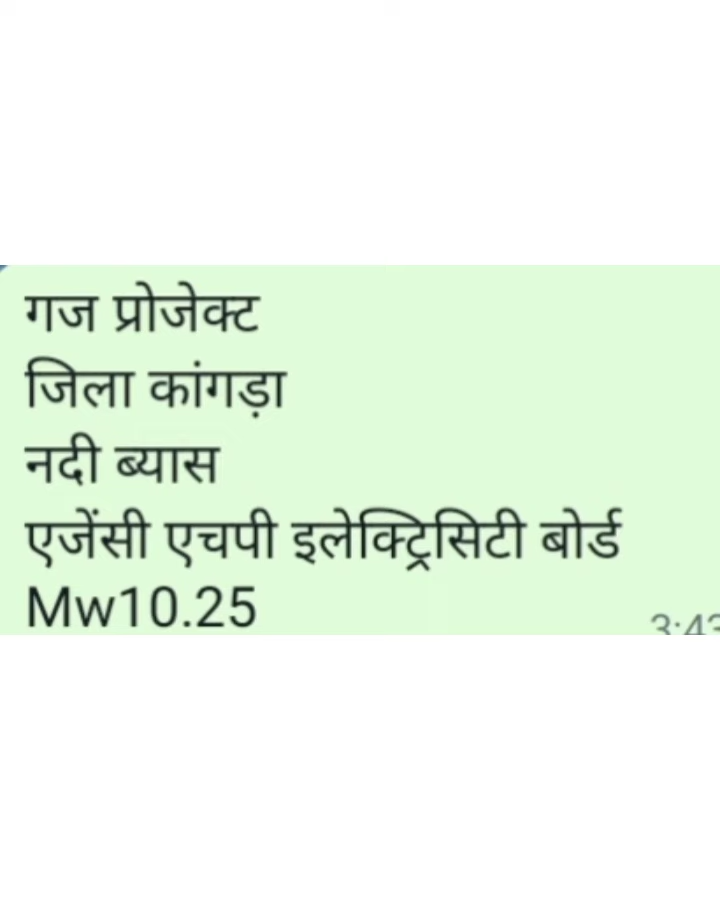 गज प्रोजेक्ट
जिला कांगड़ा
नदी ब्यास
एजेंसी एचपी इलेक्ट्रिसिटी बोर्ड
Mw10.25